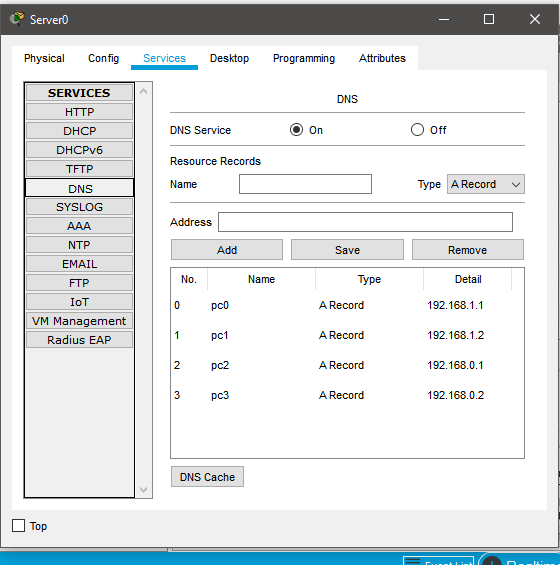 Server0
Physical Config Services Desktop Programming Attributes
SERVICES
HTTP
DHCP
DHCPv6
TFTP
DNS
SYSLOG
AAA
NTP
EMAIL
FTP
IoT
VM Management
Radius EAP
DNS
DNS Service On Off
Resource Records
Name Type A Record
Address
Add Save Remove
No. Name Type Detail
0 pc0 A Record 192.168.1.1
1 pc1 A Record 192.168.1.2
2 pc2 A Record 192.168.0.1
3 pc3 A Record 192.168.0.2
DNS Cache
Top
Event List Realtime